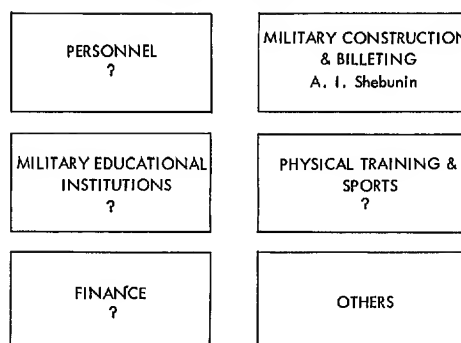 PERSONNEL
?
MILITARY CONSTRUCTION
& BILLETING
A. I. Shebunin
MILITARY EDUCATIONAL
INSTITUTIONS
?
PHYSICAL TRAINING &
SPORTS
?
FINANCE
?
OTHERS